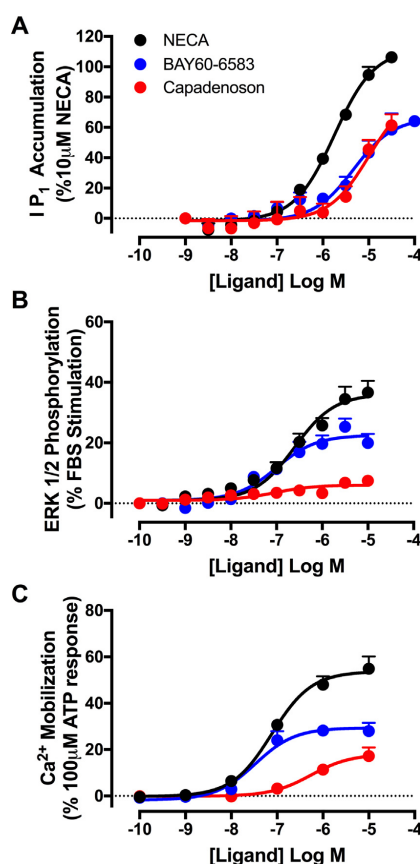 A
NECA
BAY60-6583
Capadenoson
I P1 Accumulation
(%10µM NECA)
120
100
80
60
40
20
0
-10 -9 -8 -7 -6 -5 -4
[Ligand] Log M
B
ERK 1/2 Phosphorylation
(% FBS Stimulation)
60
40
20
0
-10 -9 -8 -7 -6 -5 -4
[Ligand] Log M
C
Ca2+ Mobilization
(% 100µM ATP response)
80
60
40
20
0
-10 -9 -8 -7 -6 -5 -4
[Ligand] Log M